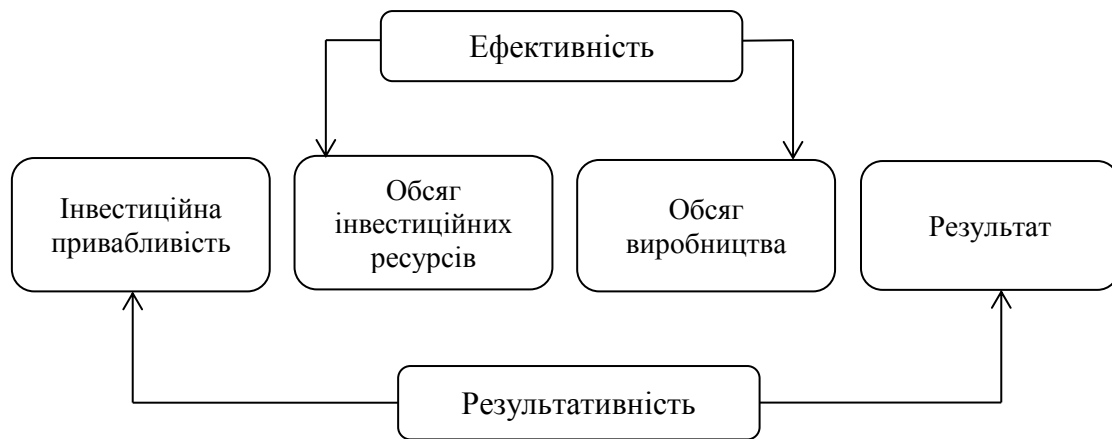 Ефективність
Інвестиційна
привабливість
Обсяг
інвестиційних
ресурсів
Обсяг
виробництва
Результат
Результативність